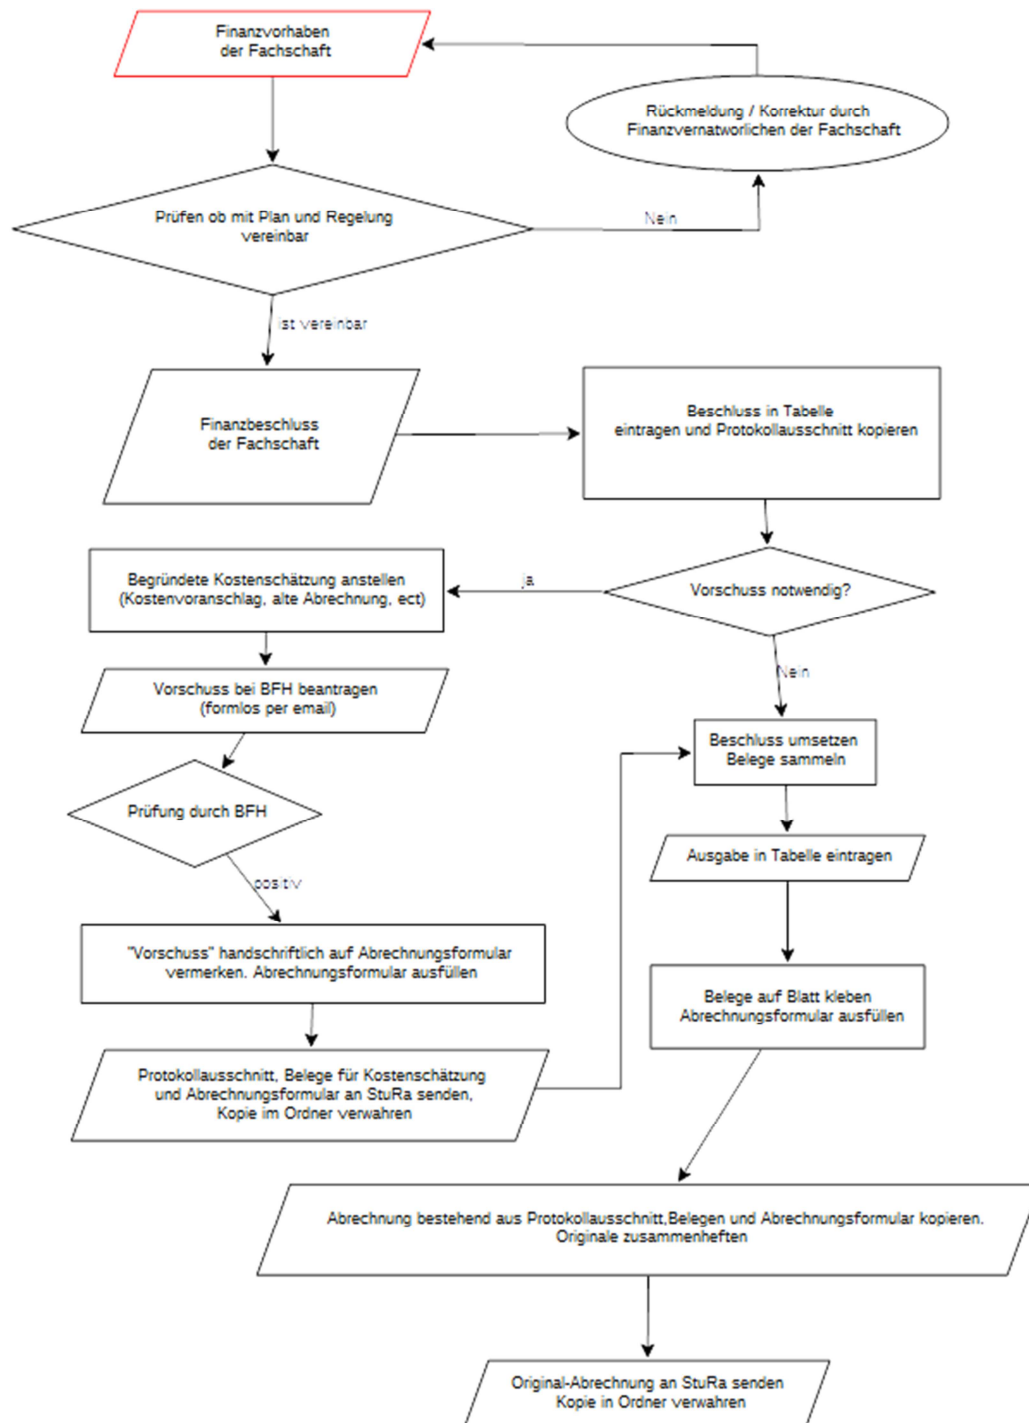 Finanzvorhaben
der Fachschaft
Rückmeldung / Korrektur durch
Finanzvernatworlichen der Fachschaft
Prüfen ob mit Plan und Regelung
vereinbar
Nein
ist vereinbar
Finanzbeschluss
der Fachschaft
Beschluss in Tabelle
eintragen und Protokollausschnitt kopieren
Begründete Kostenschätzung anstellen
(Kostenvoranschlag, alte Abrechnung, ect)
ja
Vorschuss notwendig?
Vorschuss bei BFH beantragen
(formlos per email)
Nein
Beschluss umsetzen
Belege sammeln
Prüfung durch BFH
Ausgabe in Tabelle eintragen
positiv
"Vorschuss" handschriftlich auf Abrechnungsformular
vermerken. Abrechnungsformular ausfüllen
Belege auf Blatt kleben
Abrechnungsformular ausfüllen
Protokollausschnitt, Belege für Kostenschätzung
und Abrechnungsformular an StuRa senden,
Kopie im Ordner verwahren
Abrechnung bestehend aus Protokollausschnitt,Belegen und Abrechnungsformular kopieren.
Originale zusammenheften
Original-Abrechnung an StuRa senden
Kopie in Ordner verwahren